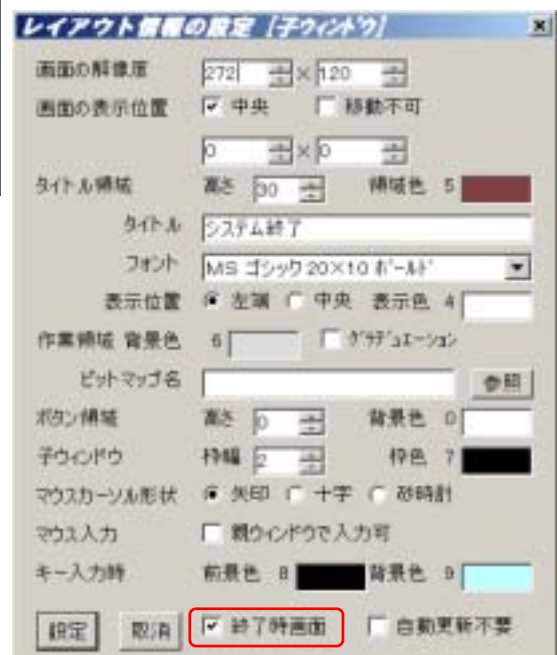 レイアウト情報の設定 [子ウィンドウ]
画面の解像度 272 × 120
画面の表示位置 中央 移動不可
0 × 0
タイトル領域 高さ 30 領域色 5
タイトル システム終了
フォント MS ゴシック 20×10 ボールド
表示位置 左端 中央 表示色 4
作業領域 背景色 6 グラデュエーション
ビットマップ名 参照
ボタン領域 高さ 0 背景色 0
子ウィンドウ 枠幅 2 枠色 7
マウスカーソル形状 矢印 十字 砂時計
マウス入力 親ウィンドウで入力可
キー入力時 前景色 8 背景色 9
設定 取消 終了時画面 自動更新不要